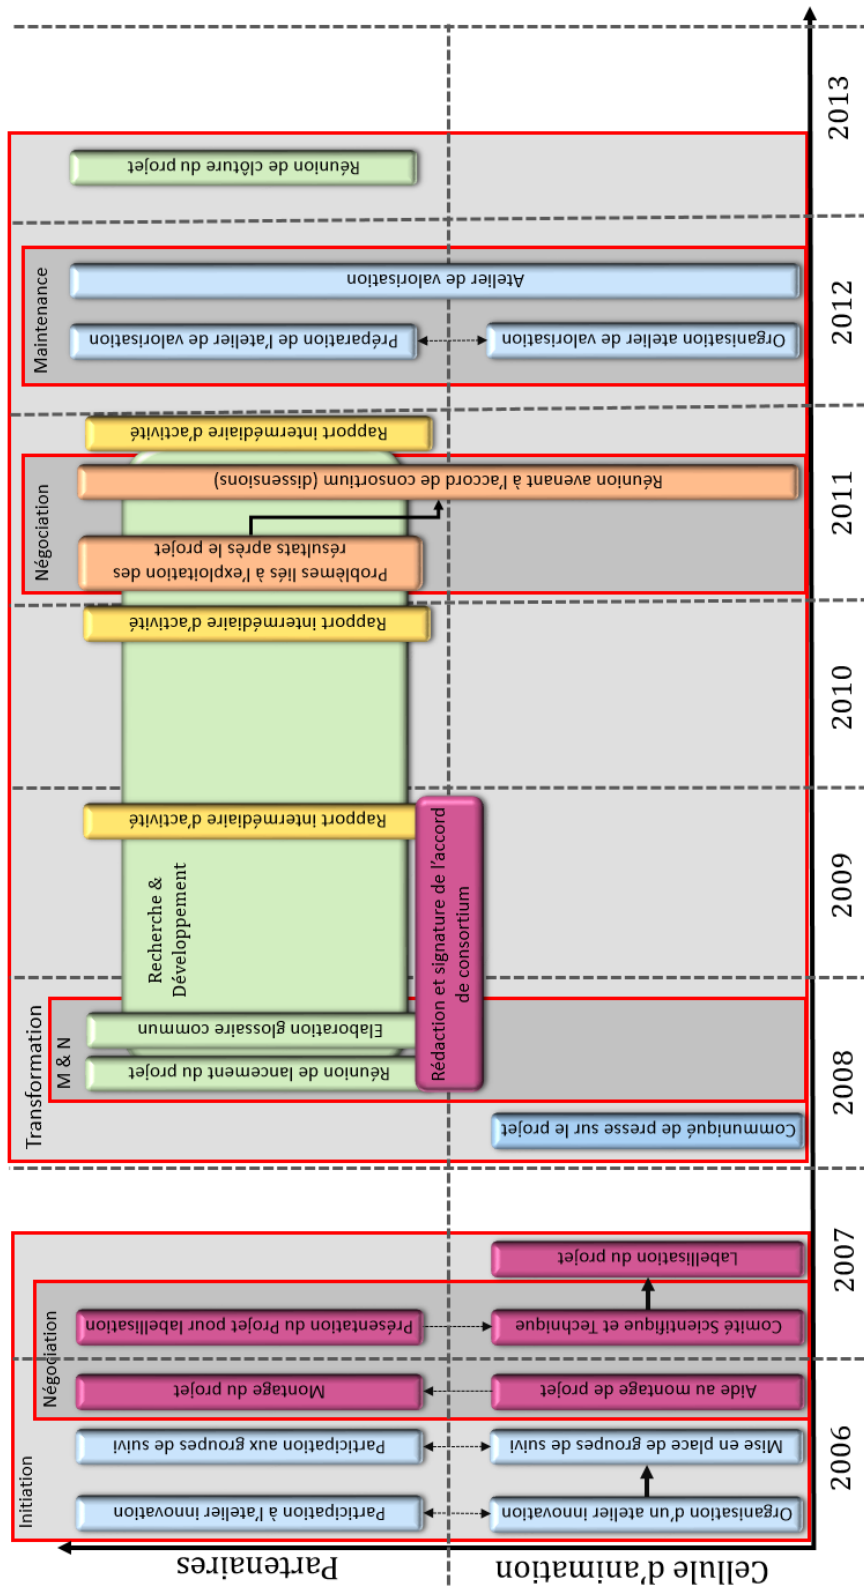 Partenaires
Cellule d'animation
Initiation
Négociation
Participation à l'atelier innovation
Organisation d'un atelier innovation
Participation aux groupes de suivi
Mise en place de groupes de suivi
Montage du projet
Aide au montage de projet
Présentation du Projet pour labellisation
Comité Scientifique et Technique
Labellisation du projet
Transformation
M & N
Communiqué de presse sur le projet
Réunion de lancement du projet
Elaboration glossaire commun
Recherche &
Développement
Rédaction et signature de l'accord
de consortium
Rapport intermédiaire d'activité
Rapport intermédiaire d'activité
Négociation
Problèmes liés à l'exploitation des
résultats après le projet
Réunion avenant à l'accord de consortium (dissensions)
Rapport intermédiaire d'activité
Maintenance
Préparation de l'atelier de valorisation
Organisation atelier de valorisation
Atelier de valorisation
Réunion de clôture du projet
2006
2007
2008
2009
2010
2011
2012
2013